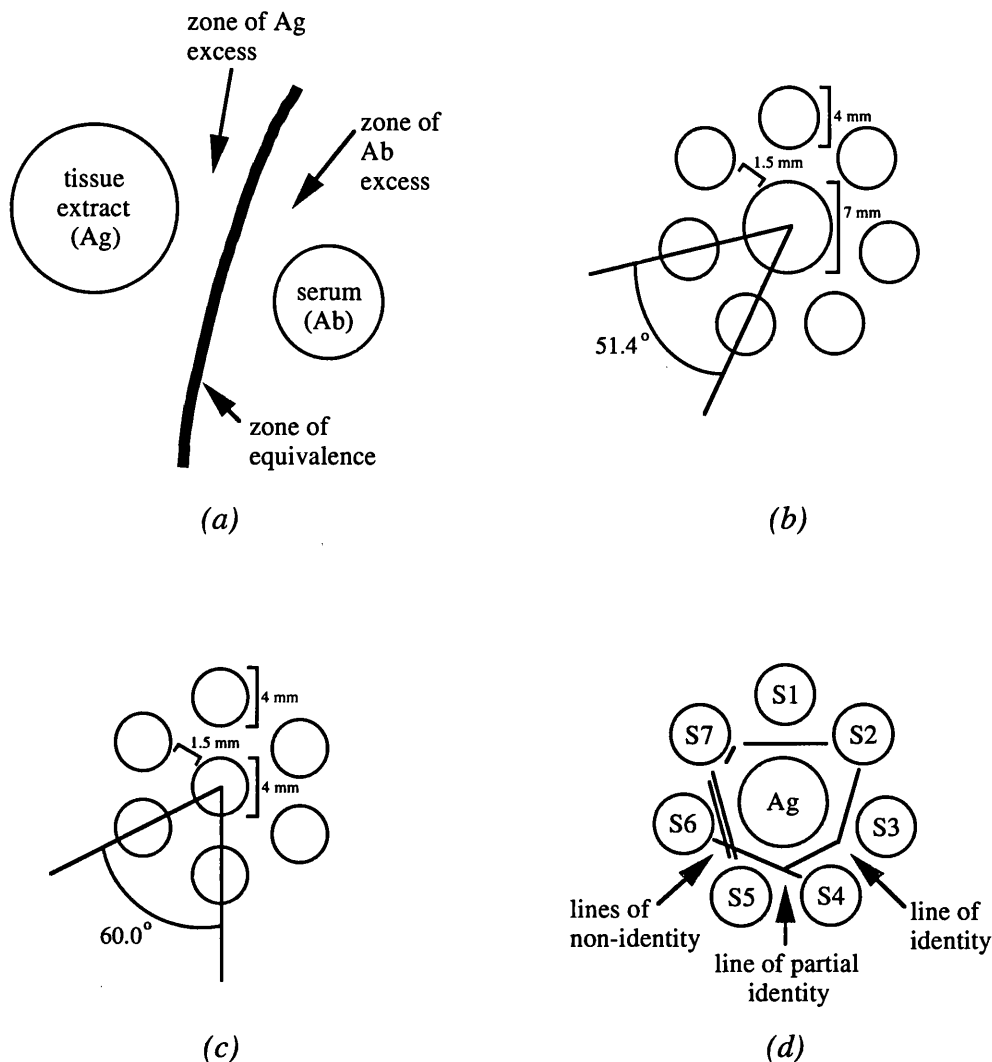 zone of Ag
excess
zone of
Ab
excess
tissue
extract
(Ag)
serum
(Ab)
zone of
equivalence
(a)
4 mm
1.5 mm
7 mm
51.4°
(b)
4 mm
1.5 mm
4 mm
60.0°
(c)
S1
S7
S2
Ag
S6
S3
S5
S4
lines of
non-identity
line of
identity
line of partial
identity
(d)